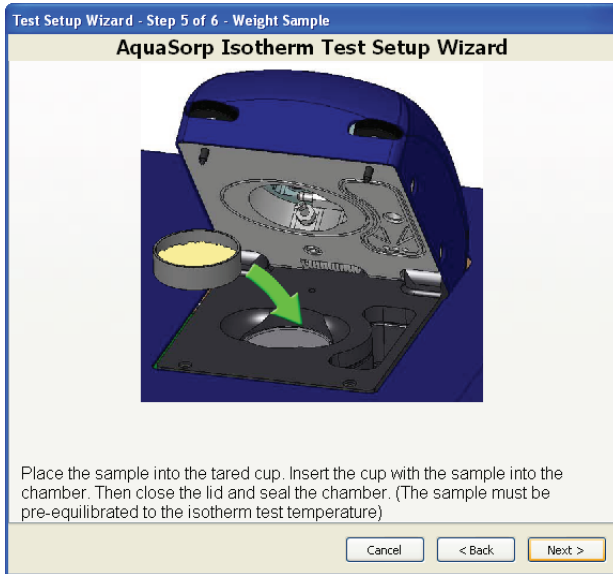 Test Setup Wizard - Step 5 of 6 - Weight Sample
AquaSorp Isotherm Test Setup Wizard
Place the sample into the tared cup. Insert the cup with the sample into the
chamber. Then close the lid and seal the chamber. (The sample must be
pre-equilibrated to the isotherm test temperature)
Cancel
< Back
Next >